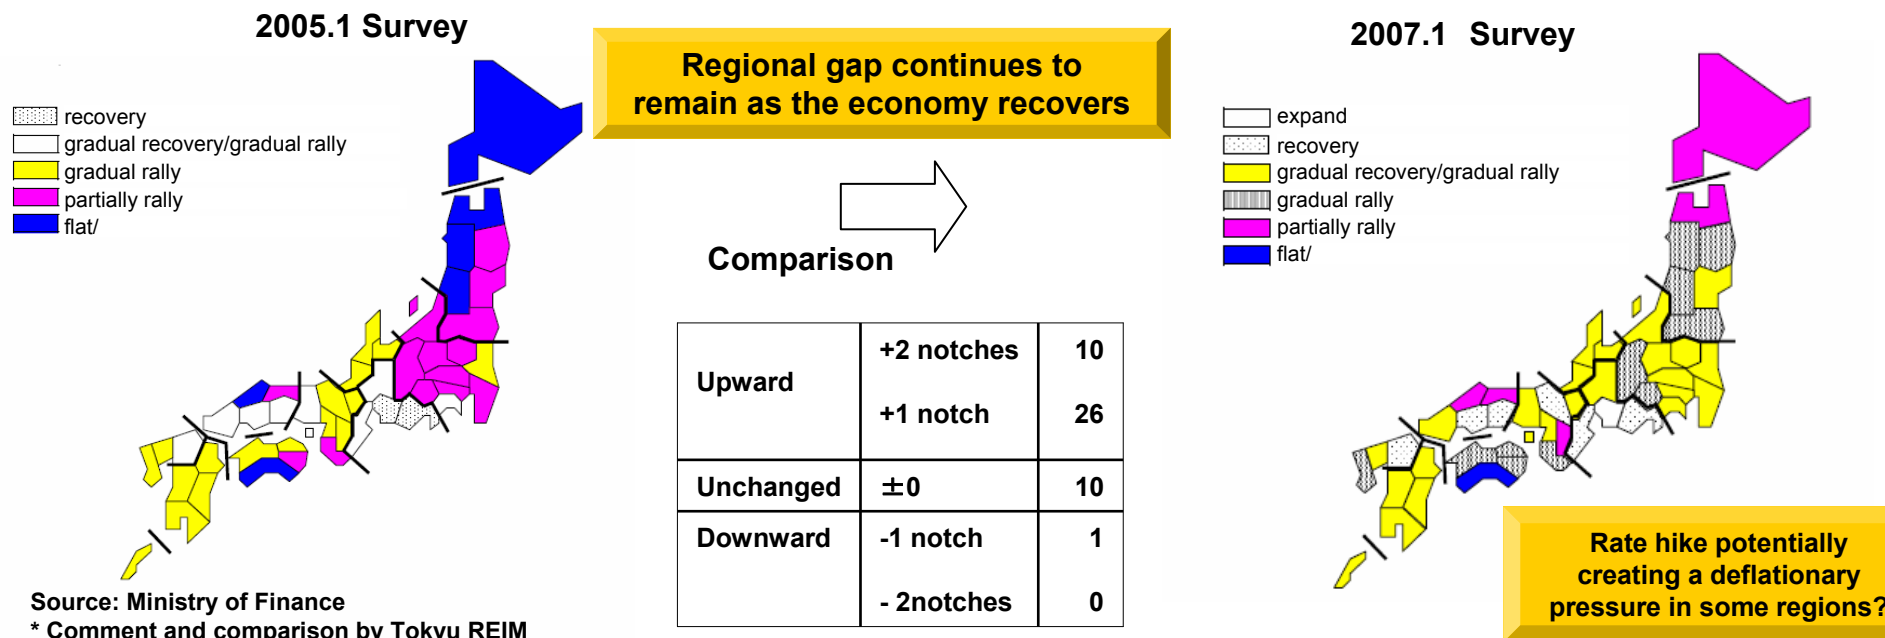 2005.1 Survey
recovery
gradual recovery/gradual rally
gradual rally
partially rally
flat/
Source: Ministry of Finance
* Comment and comparison by Tokyu REIM
Regional gap continues to
remain as the economy recovers
Comparison
Upward +2 notches 10
+1 notch 26
Unchanged ±0 10
Downward -1 notch 1
- 2notches 0
2007.1 Survey
expand
recovery
gradual recovery/gradual rally
gradual rally
partially rally
flat/
Rate hike potentially
creating a deflationary
pressure in some regions?